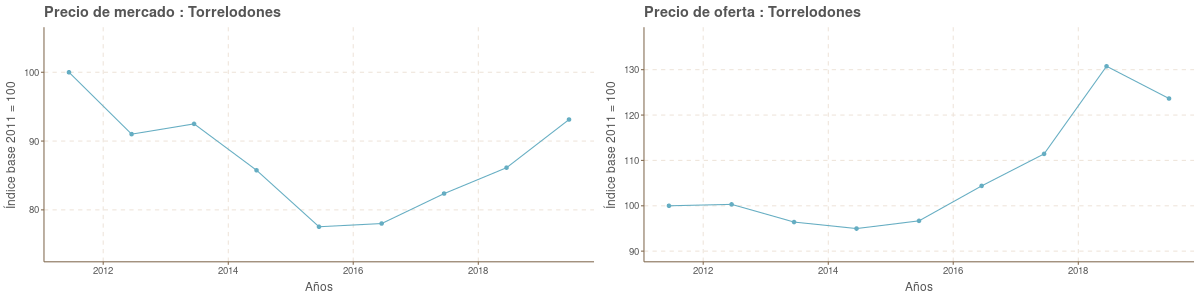 Precio de mercado : Torrelodones
Índice base 2011 = 100
100
90
80
2012
2014
2016
2018
Años
Precio de oferta : Torrelodones
Índice base 2011 = 100
130
120
110
100
90
2012
2014
2016
2018
Años